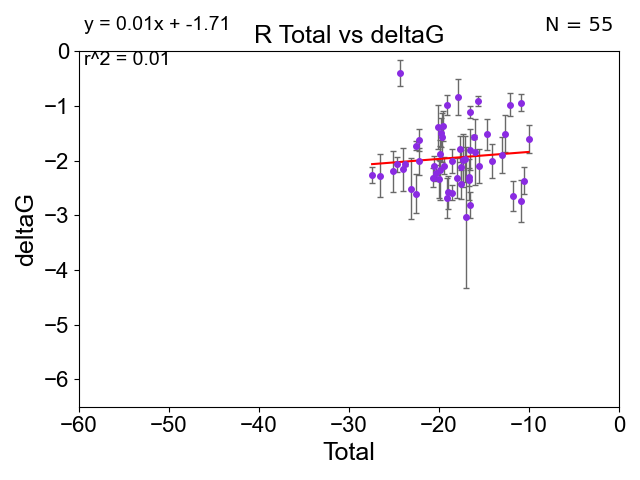 y = 0.01x + -1.71
R Total vs deltaG
N = 55
r^2 = 0.01
0
−1
−2
−3
−4
−5
−6
deltaG
−60
−50
−40
−30
−20
−10
0
Total